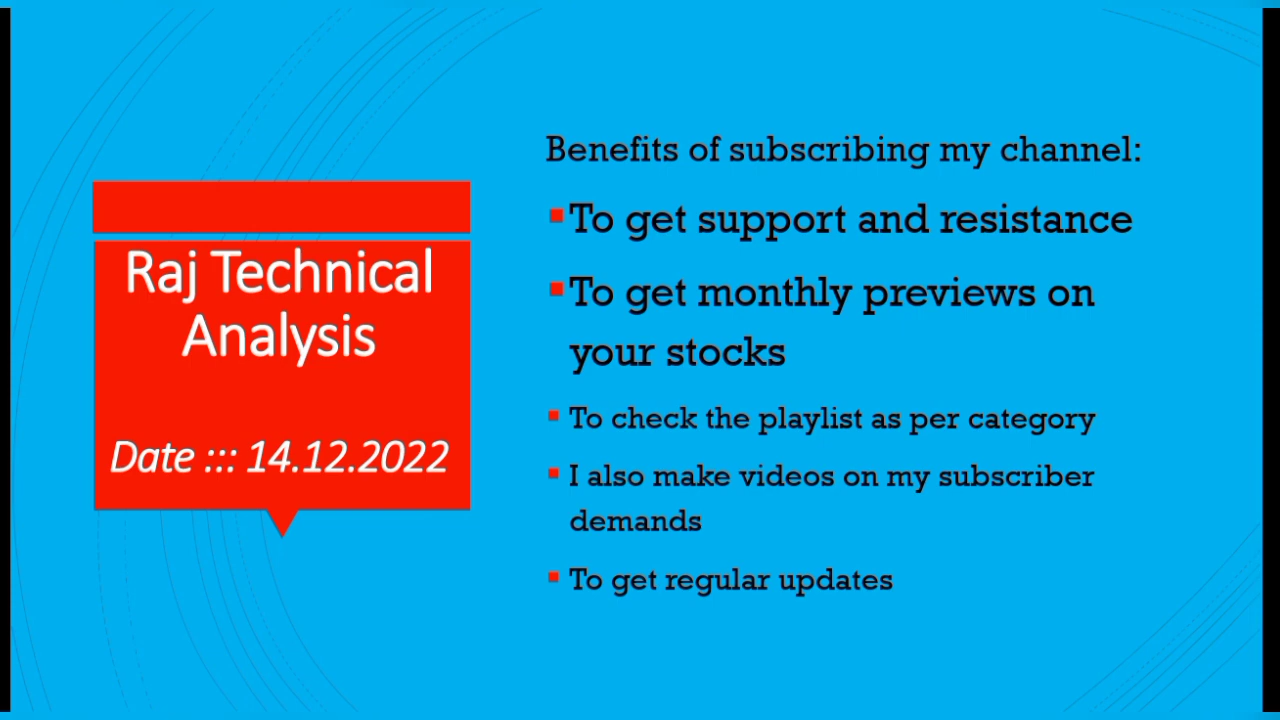 Raj Technical
Analysis
Date ::: 14.12.2022
Benefits of subscribing my channel:
To get support and resistance
To get monthly previews on
your stocks
To check the playlist as per category
I also make videos on my subscriber
demands
To get regular updates